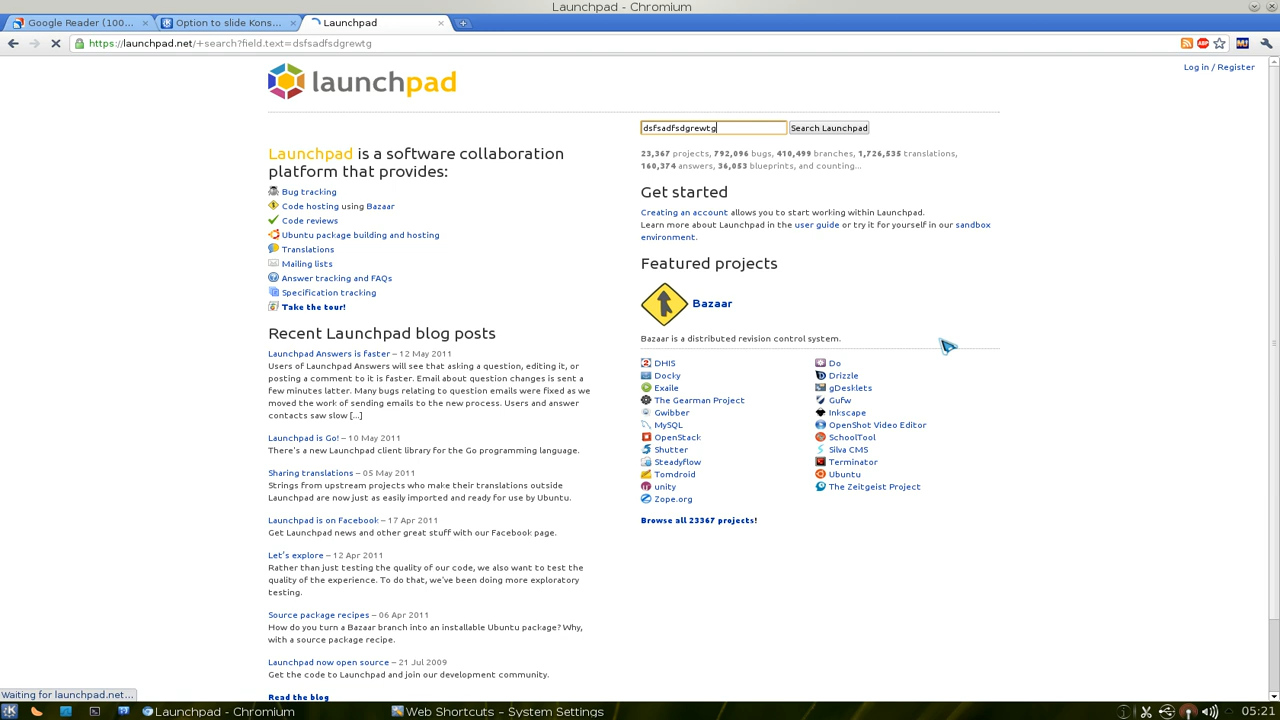 Launchpad - Chromium
Google Reader (100...
Option to slide Kons...
Launchpad
https://launchpad.net/+search?field.text=dsfsadfsdgrewtg
Log in / Register
launchpad
dsfsadfsdgrewtg
Search Launchpad
23,367 projects, 792,096 bugs, 410,499 branches, 1,726,535 translations,
160,374 answers, 36,053 blueprints, and counting...
Launchpad is a software collaboration
platform that provides:
Bug tracking
Code hosting using Bazaar
Code reviews
Ubuntu package building and hosting
Translations
Mailing lists
Answer tracking and FAQs
Specification tracking
Take the tour!
Recent Launchpad blog posts
Launchpad Answers is faster – 12 May 2011
Users of Launchpad Answers will see that asking a question, editing it, or
posting a comment to it is faster. Email about question changes is sent a
few minutes latter. Many bugs relating to question emails were fixed as we
moved the work of sending emails to the new process. Users and answer
contacts saw slow [...]
Launchpad is Go! – 10 May 2011
There's a new Launchpad client library for the Go programming language.
Sharing translations – 05 May 2011
Strings from upstream projects who make their translations outside
Launchpad are now just as easily imported and ready for use by Ubuntu.
Launchpad is on Facebook – 17 Apr 2011
Get Launchpad news and other great stuff with our Facebook page.
Let's explore – 12 Apr 2011
Rather than just testing the quality of our code, we also want to test the
quality of the experience. To do that, we've been doing more exploratory
testing.
Source package recipes – 06 Apr 2011
How do you turn a Bazaar branch into an installable Ubuntu package? Why,
with a source package recipe.
Launchpad now open source – 21 Jul 2009
Get the code to Launchpad and join our development community.
Read the blog
Get started
Creating an account allows you to start working within Launchpad.
Learn more about Launchpad in the user guide or try it for yourself in our sandbox
environment.
Featured projects
Bazaar
Bazaar is a distributed revision control system.
DHIS
Docky
Exaile
The Gearman Project
Gwibber
MySQL
OpenStack
Shutter
Steadyflow
Tomdroid
unity
Zope.org
Do
Drizzle
gDesklets
Gufw
Inkscape
OpenShot Video Editor
SchoolTool
Silva CMS
Terminator
Ubuntu
The Zeitgeist Project
Browse all 23367 projects!
Waiting for launchpad.net...
Launchpad - Chromium
Web Shortcuts – System Settings
05:21